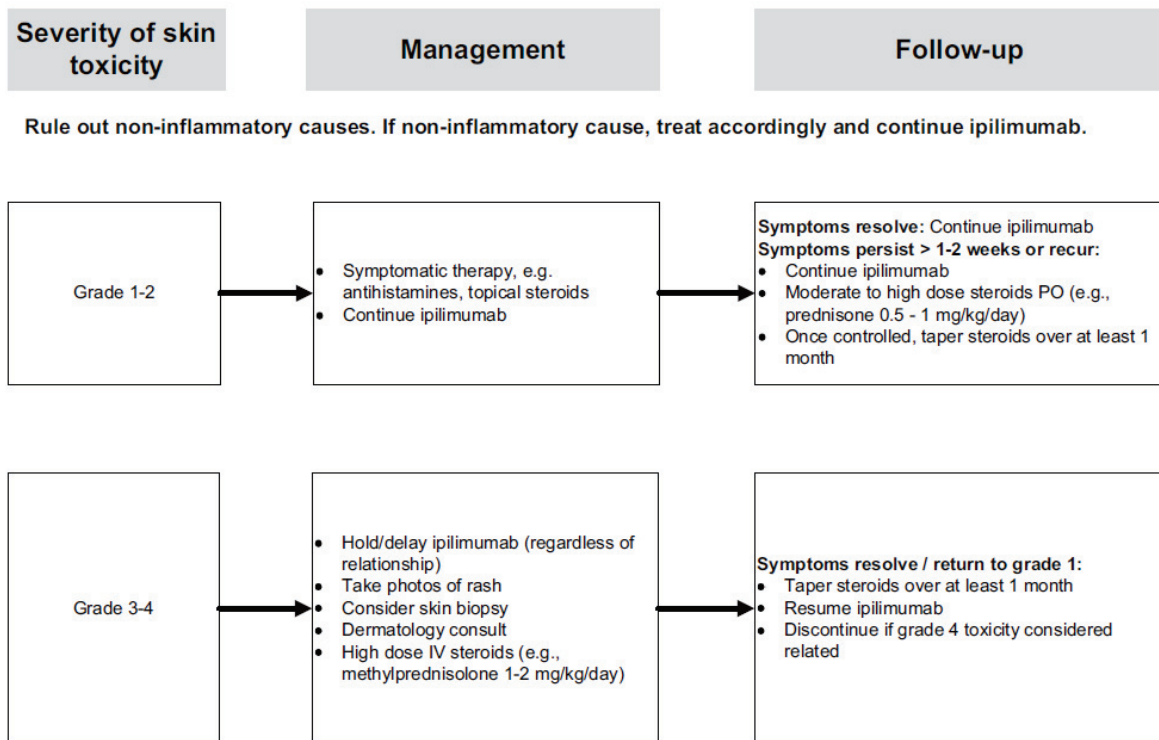 Severity of skin
toxicity
Management
Follow-up
Rule out non-inflammatory causes. If non-inflammatory cause, treat accordingly and continue ipilimumab.
Grade 1-2
• Symptomatic therapy, e.g.
antihistamines, topical steroids
• Continue ipilimumab
Symptoms resolve: Continue ipilimumab
Symptoms persist > 1-2 weeks or recur:
• Continue ipilimumab
• Moderate to high dose steroids PO (e.g.,
prednisone 0.5 - 1 mg/kg/day)
• Once controlled, taper steroids over at least 1
month
Grade 3-4
• Hold/delay ipilimumab (regardless of
relationship)
• Take photos of rash
• Consider skin biopsy
• Dermatology consult
• High dose IV steroids (e.g.,
methylprednisolone 1-2 mg/kg/day)
Symptoms resolve / return to grade 1:
• Taper steroids over at least 1 month
• Resume ipilimumab
• Discontinue if grade 4 toxicity considered
related